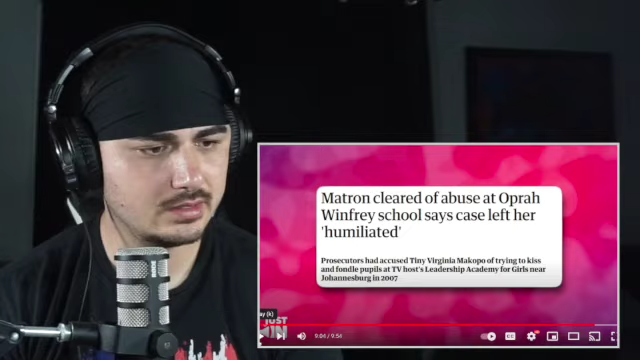 Matron cleared of abuse at Oprah
Winfrey school says case left her
'humiliated'
Prosecutors had accused Tiny Virginia Makopo of trying to kiss
and fondle pupils at TV host's Leadership Academy for Girls near
Johannesburg in 2007
JUST
9:04 / 9:54